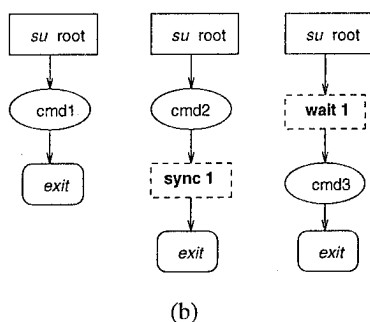 su root
cmd1
exit
su root
cmd2
sync 1
exit
su root
wait 1
cmd3
exit
(b)